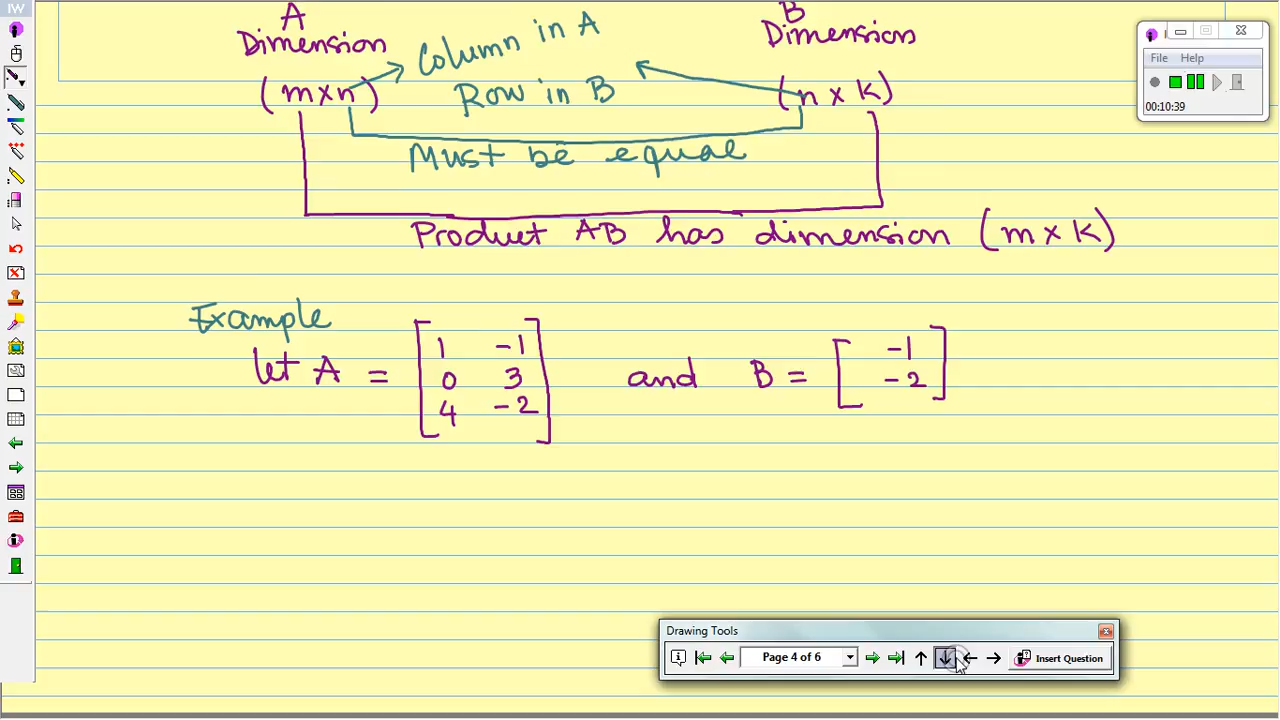 IW
A
B
Dimension
Column in A
Dimension
(m x n)
Row in B
(n x k)
Must be equal
Product AB has dimension (m x k)
Example
let A = [ 1 -1
0 3
4 -2 ]
and B = [ -1
-2 ]
File Help
00:10:39
Drawing Tools
Page 4 of 6
Insert Question